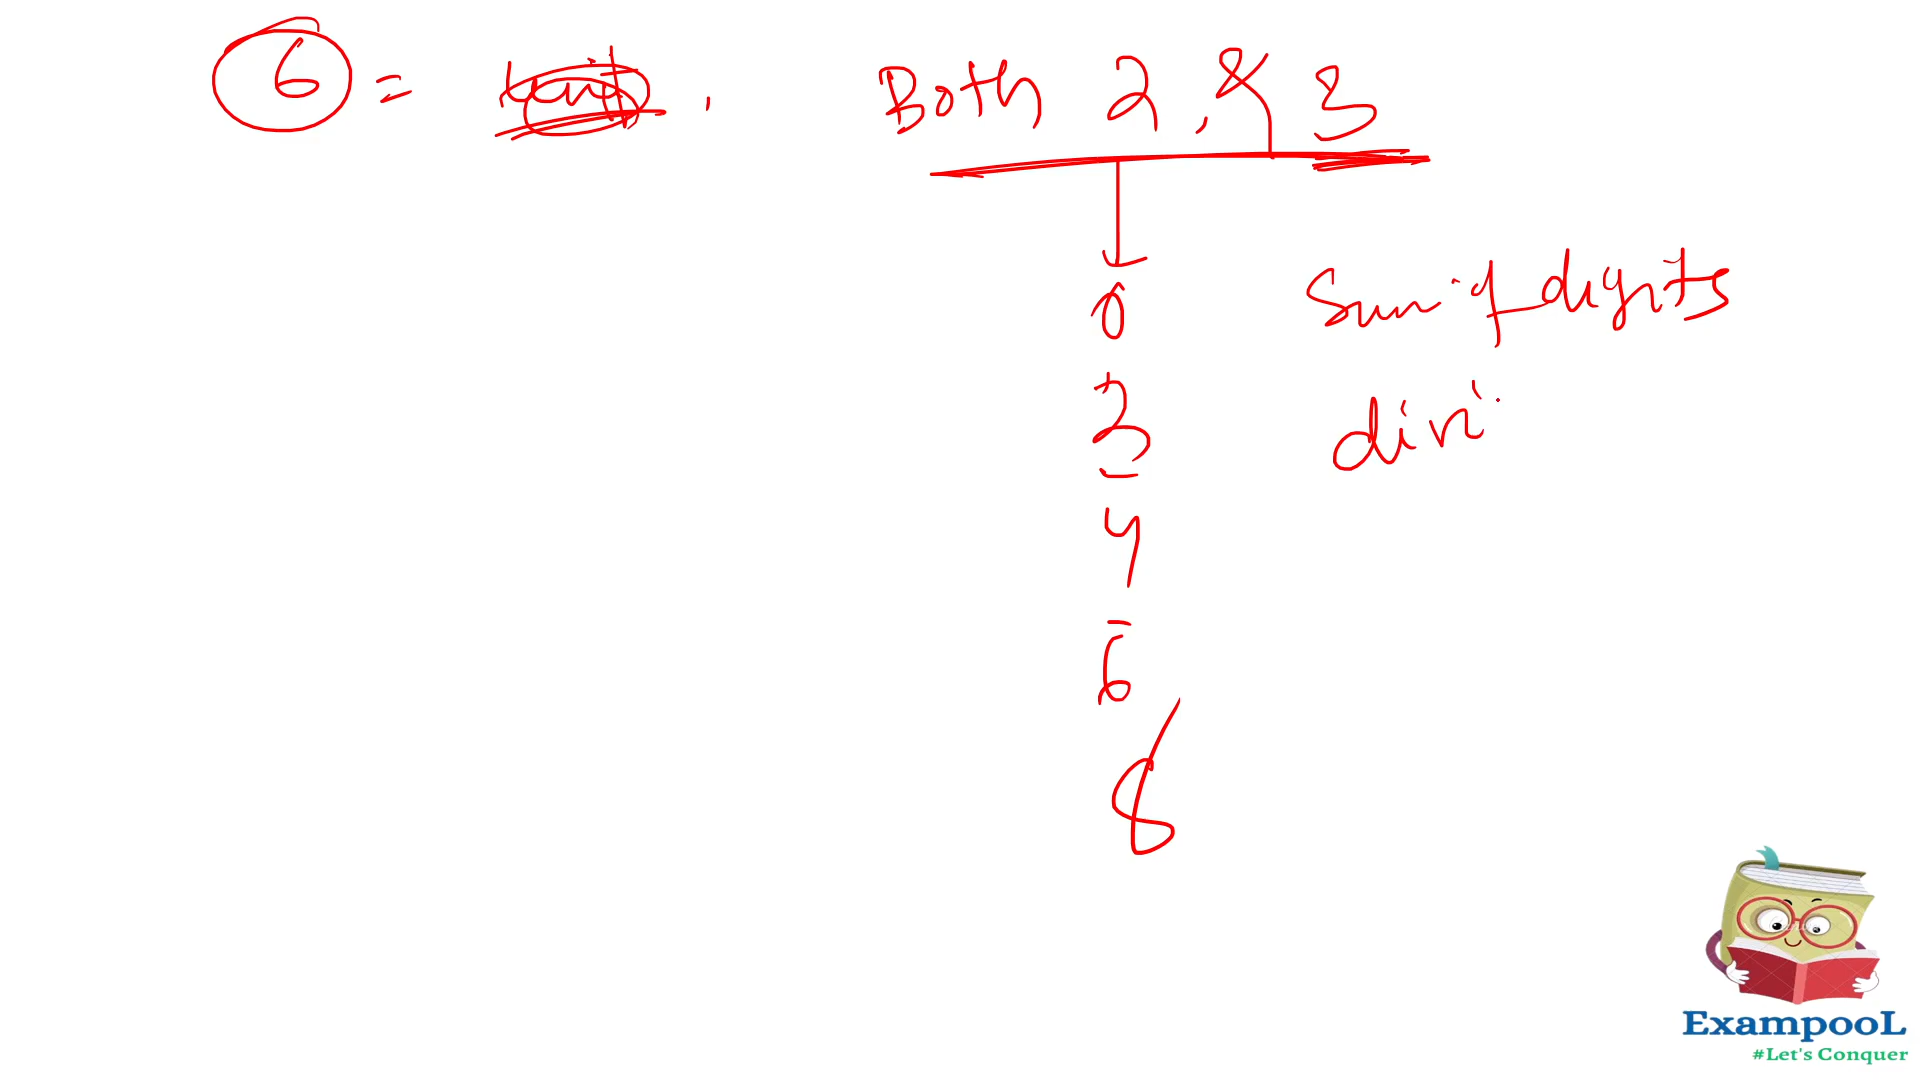 6 = , Both 2, & 3
0
2
4
6
8
Sum of digits
divi
ExampooL
#Let's Conquer